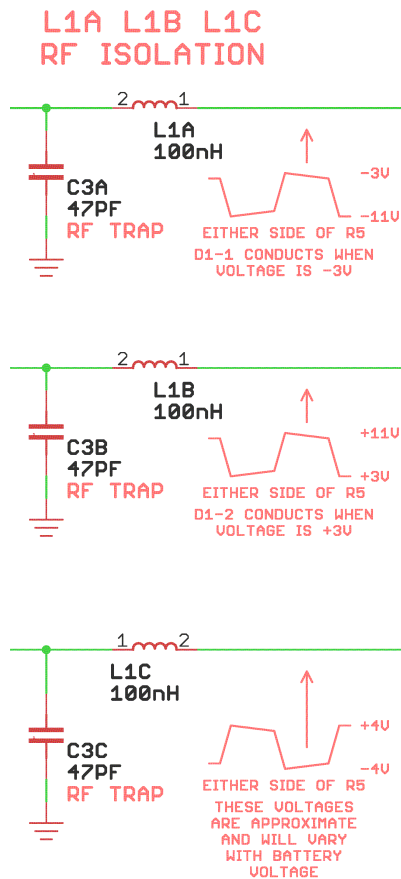 L1A L1B L1C
RF ISOLATION
2 1
L1A
100nH
C3A
47PF
RF TRAP
-3V
-11V
EITHER SIDE OF R5
D1-1 CONDUCTS WHEN
VOLTAGE IS -3V
2 1
L1B
100nH
C3B
47PF
RF TRAP
+11V
+3V
EITHER SIDE OF R5
D1-2 CONDUCTS WHEN
VOLTAGE IS +3V
1 2
L1C
100nH
C3C
47PF
RF TRAP
+4V
-4V
EITHER SIDE OF R5
THESE VOLTAGES
ARE APPROXIMATE
AND WILL VARY
WITH BATTERY
VOLTAGE